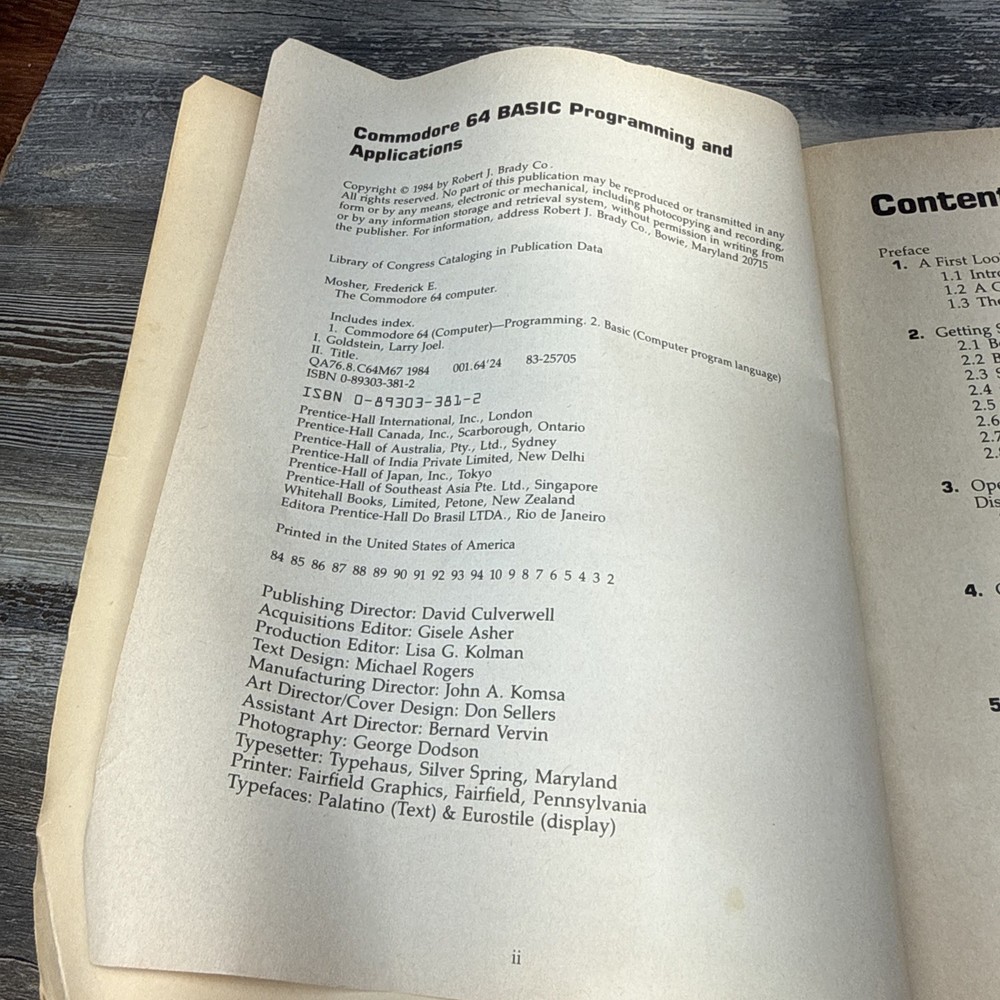 Commodore 64 BASIC Programming and
Applications
Copyright © 1984 by Robert J. Brady Co.
All rights reserved. No part of this publication may be reproduced or transmitted in any
form or by any means, electronic or mechanical, including photocopying and recording,
or by any information storage and retrieval system, without permission in writing from
the publisher. For information, address Robert J. Brady Co., Bowie, Maryland 20715
Library of Congress Cataloging in Publication Data
Mosher, Frederick E.
The Commodore 64 computer.
Includes index.
1. Commodore 64 (Computer)—Programming. 2. Basic (Computer program language)
I. Goldstein, Larry Joel.
II. Title.
QA76.8.C64M67 1984 001.64'24 83-25705
ISBN 0-89303-381-2
ISBN 0-89303-381-2
Prentice-Hall International, Inc., London
Prentice-Hall Canada, Inc., Scarborough, Ontario
Prentice-Hall of Australia, Pty., Ltd., Sydney
Prentice-Hall of India Private Limited, New Delhi
Prentice-Hall of Japan, Inc., Tokyo
Prentice-Hall of Southeast Asia Pte. Ltd., Singapore
Whitehall Books, Limited, Petone, New Zealand
Editora Prentice-Hall Do Brasil LTDA., Rio de Janeiro
Printed in the United States of America
84 85 86 87 88 89 90 91 92 93 94 10 9 8 7 6 5 4 3 2
Publishing Director: David Culverwell
Acquisitions Editor: Gisele Asher
Production Editor: Lisa G. Kolman
Text Design: Michael Rogers
Manufacturing Director: John A. Komsa
Art Director/Cover Design: Don Sellers
Assistant Art Director: Bernard Vervin
Photography: George Dodson
Typesetter: Typehaus, Silver Spring, Maryland
Printer: Fairfield Graphics, Fairfield, Pennsylvania
Typefaces: Palatino (Text) & Eurostile (display)
ii
Conten
Preface
1. A First Loo
1.1 Intr
1.2 A C
1.3 The
2. Getting S
2.1 B
2.2 B
2.3 S
2.4
2.5
2.6
2.7
2.
3. Ope
Dis
4.
5